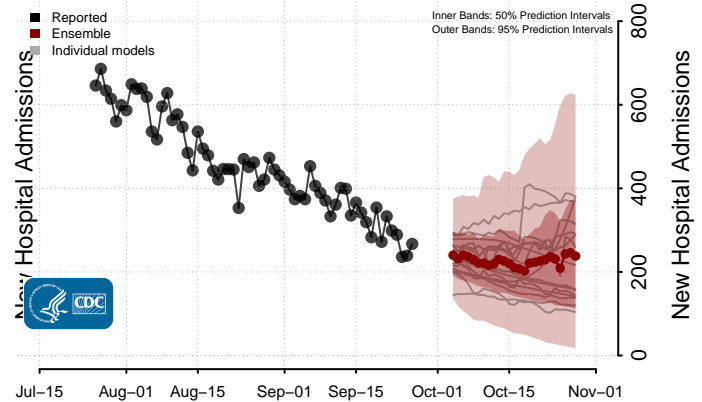 Reported
Ensemble
Individual models
Inner Bands: 50% Prediction Intervals
Outer Bands: 95% Prediction Intervals
New Hospital Admissions
800
600
400
200
0
New Hospital Admissions
CDC
Jul−15
Aug−01
Aug−15
Sep−01
Sep−15
Oct−01
Oct−15
Nov−01